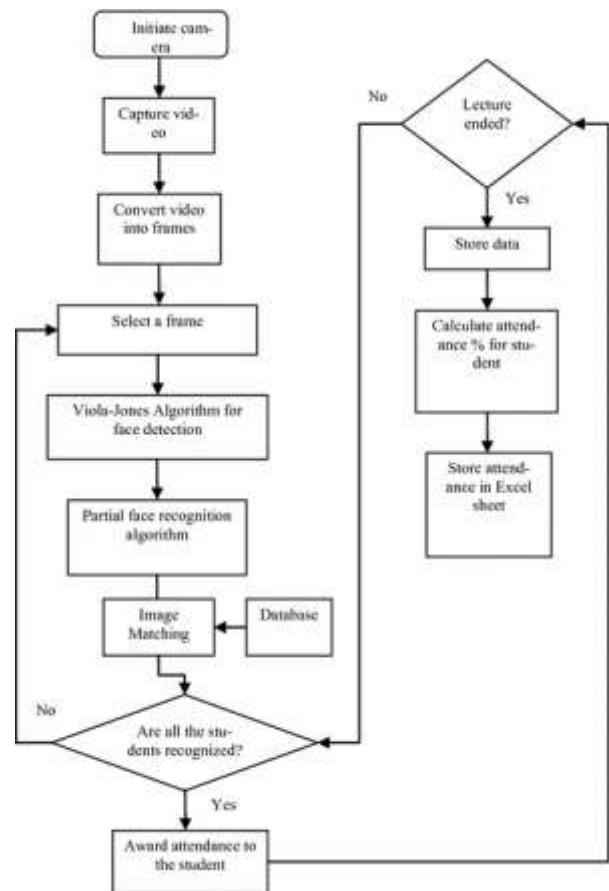 Initiate cam-
era
Capture vid-
eo
Convert video
into frames
Select a frame
Viola-Jones Algorithm for
face detection
Partial face recognition
algorithm
Image
Matching
Database
No
Are all the stu-
dents recognized?
Yes
Award attendance to
the student
No
Lecture
ended?
Yes
Store data
Calculate attend-
ance % for stu-
dent
Store attend-
ance in Excel
sheet